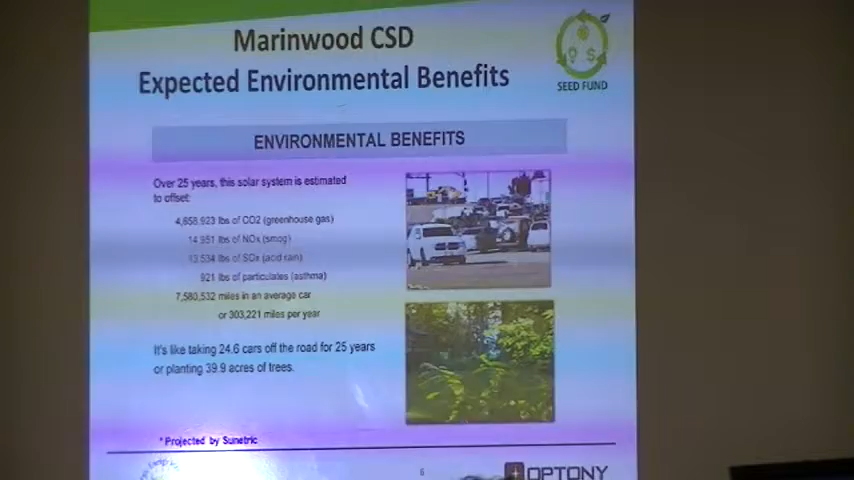 Marinwood CSD
Expected Environmental Benefits
SEED FUND
ENVIRONMENTAL BENEFITS
Over 25 years, this solar system is estimated
to offset:
4,658,923 lbs of CO2 (greenhouse gas)
14,951 lbs of NOx (smog)
13,534 lbs of SOx (acid rain)
921 lbs of particulates (asthma)
7,580,532 miles in an average car
or 303,221 miles per year
It's like taking 24.6 cars off the road for 25 years
or planting 39.9 acres of trees.
* Projected by Sunetric
6
OPTONY